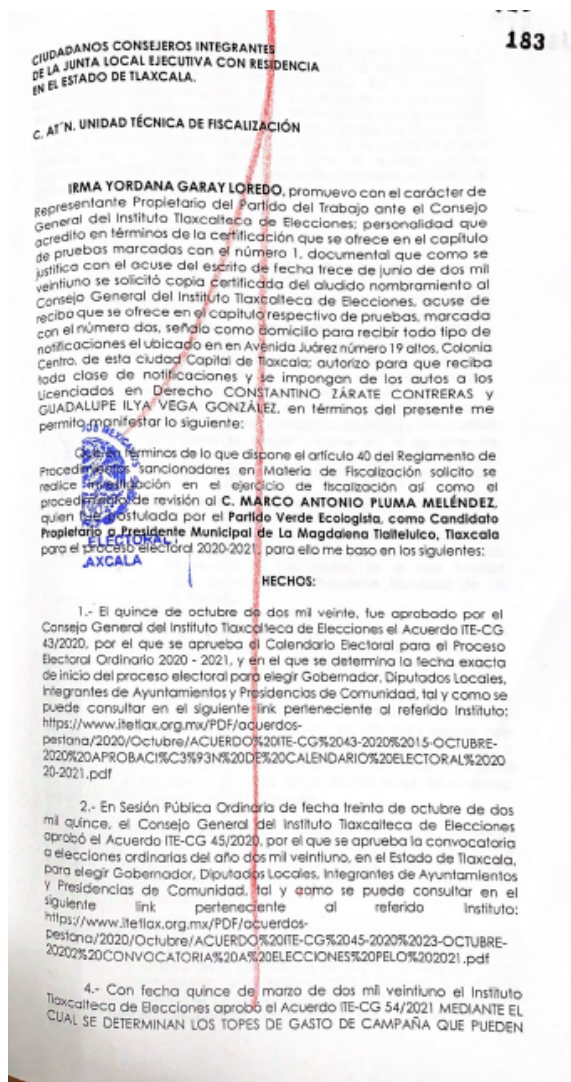 183
CIUDADANOS CONSEJEROS INTEGRANTES
DE LA JUNTA LOCAL EJECUTIVA CON RESIDENCIA
EN EL ESTADO DE TLAXCALA.
C. AT´N. UNIDAD TÉCNICA DE FISCALIZACIÓN
IRMA YORDANA GARAY LOREDO, promuevo con el carácter de
Representante Propietario del Partido del Trabajo ante el Consejo
General del Instituto Tlaxcalteca de Elecciones; personalidad que
acredito en términos de la certificación que se ofrece en el capítulo
de pruebas marcadas con el número 1, documental que como se
justifica con el acuse del escrito de fecha trece de junio de dos mil
veintiuno se solicitó copia certificada del aludido nombramiento al
Consejo General del Instituto Tlaxcalteca de Elecciones, acuse de
recibo que se ofrece en el capítulo respectivo de pruebas, marcada
con el número dos, señalo como domicilio para recibir todo tipo de
notificaciones el ubicado en en Avenida Juárez número 19 altos, Colonia
Centro, de esta ciudad Capital de Tlaxcala; autorizo para que reciba
toda clase de notificaciones y se impongan de los autos a los
Licenciados en Derecho CONSTANTINO ZÁRATE CONTRERAS y
GUADALUPE ILYA VEGA GONZÁLEZ, en términos del presente me
permito manifestar lo siguiente:
Que en términos de lo que dispone el artículo 40 del Reglamento de
Procedimientos sancionadores en Materia de Fiscalización solicito se
realice investigación en el ejercicio de fiscalización así como el
procedimiento de revisión al C. MARCO ANTONIO PLUMA MELÉNDEZ,
quien fue postulada por el Partido Verde Ecologista, como Candidato
Propietario a Presidente Municipal de La Magdalena Tlaltelulco, Tlaxcala
para el proceso electoral 2020-2021, para ello me baso en los siguientes:
ELECTORAL
AXCALA
HECHOS:
1.- El quince de octubre de dos mil veinte, fue aprobado por el
Consejo General del Instituto Tlaxcalteca de Elecciones el Acuerdo ITE-CG
43/2020, por el que se aprueba el Calendario Electoral para el Proceso
Electoral Ordinario 2020 - 2021, y en el que se determina la fecha exacta
de inicio del proceso electoral para elegir Gobernador, Diputados Locales,
Integrantes de Ayuntamientos y Presidencias de Comunidad, tal y como se
puede consultar en el siguiente link perteneciente al referido Instituto:
https://www.itetlax.org.mx/PDF/acuerdos-
pestana/2020/Octubre/ACUERDO%20ITE-CG%2043-2020%2015-OCTUBRE-
2020%20APROBACI%C3%93N%20DE%20CALENDARIO%20ELECTORAL%2020
20-2021.pdf
2.- En Sesión Pública Ordinaria de fecha treinta de octubre de dos
mil quince, el Consejo General del Instituto Tlaxcalteca de Elecciones
aprobó el Acuerdo ITE-CG 45/2020, por el que se aprueba la convocatoria
a elecciones ordinarias del año dos mil veintiuno, en el Estado de Tlaxcala,
para elegir Gobernador, Diputados Locales, Integrantes de Ayuntamientos
y Presidencias de Comunidad, tal y como se puede consultar en el
siguiente link perteneciente al referido Instituto:
https://www.itetlax.org.mx/PDF/acuerdos-
pestana/2020/Octubre/ACUERDO%20ITE-CG%2045-2020%2023-OCTUBRE-
20202%20CONVOCATORIA%20A%20ELECCIONES%20PELO%202021.pdf
4.- Con fecha quince de marzo de dos mil veintiuno el Instituto
Tlaxcalteca de Elecciones aprobó el Acuerdo ITE-CG 54/2021 MEDIANTE EL
CUAL SE DETERMINAN LOS TOPES DE GASTO DE CAMPAÑA QUE PUEDEN